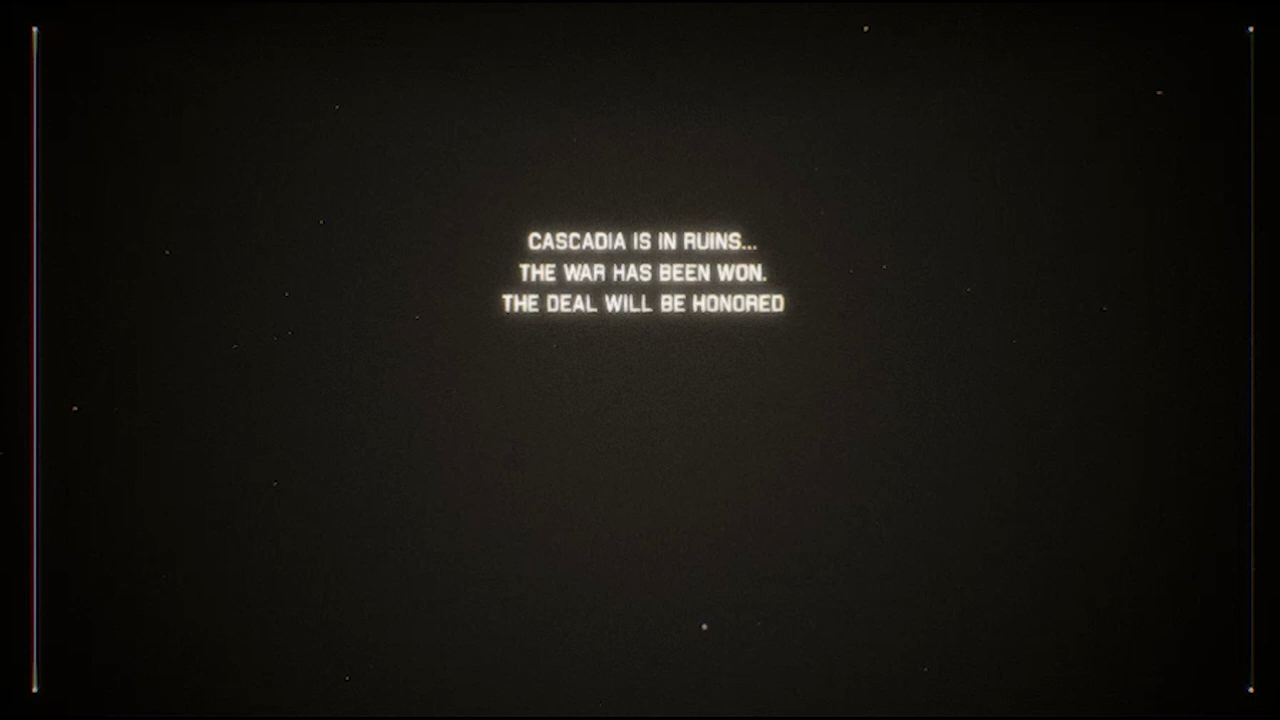 CASCADIA IS IN RUINS...
THE WAR HAS BEEN WON.
THE DEAL WILL BE HONORED